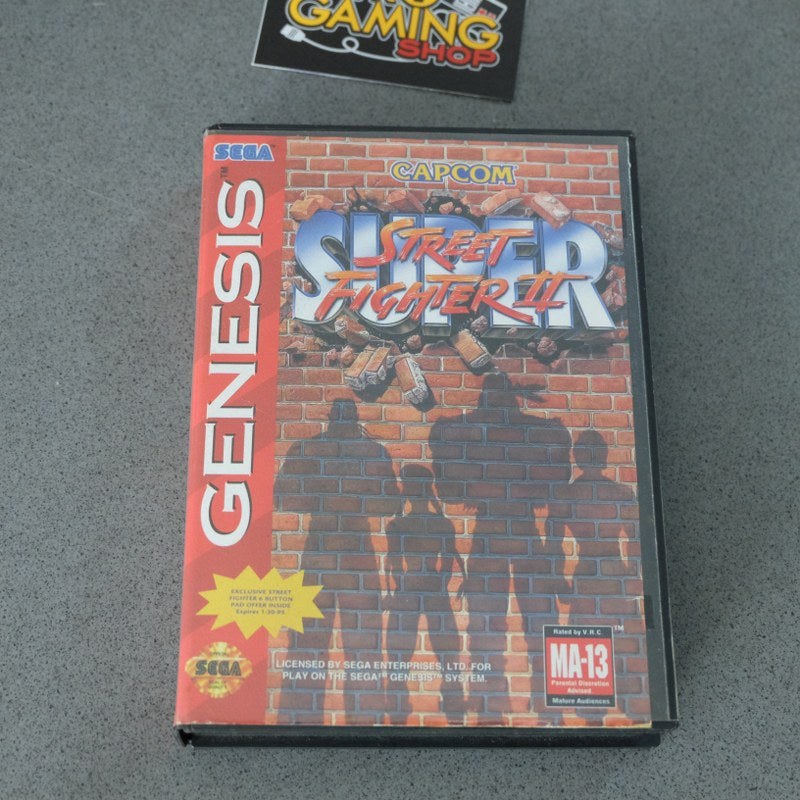 GAMING
SHOP
SEGA
GENESIS™
CAPCOM
SUPER
STREET
FIGHTER II
EXCLUSIVE STREET
FIGHTER 6 BUTTON
PAD OFFER INSIDE
Expires 1-30-95
SEGA
LICENSED BY SEGA ENTERPRISES, LTD. FOR
PLAY ON THE SEGA™ GENESIS™ SYSTEM.
Rated by V.R.C. ™
MA-13
Parental Discretion
Advised
Mature Audiences